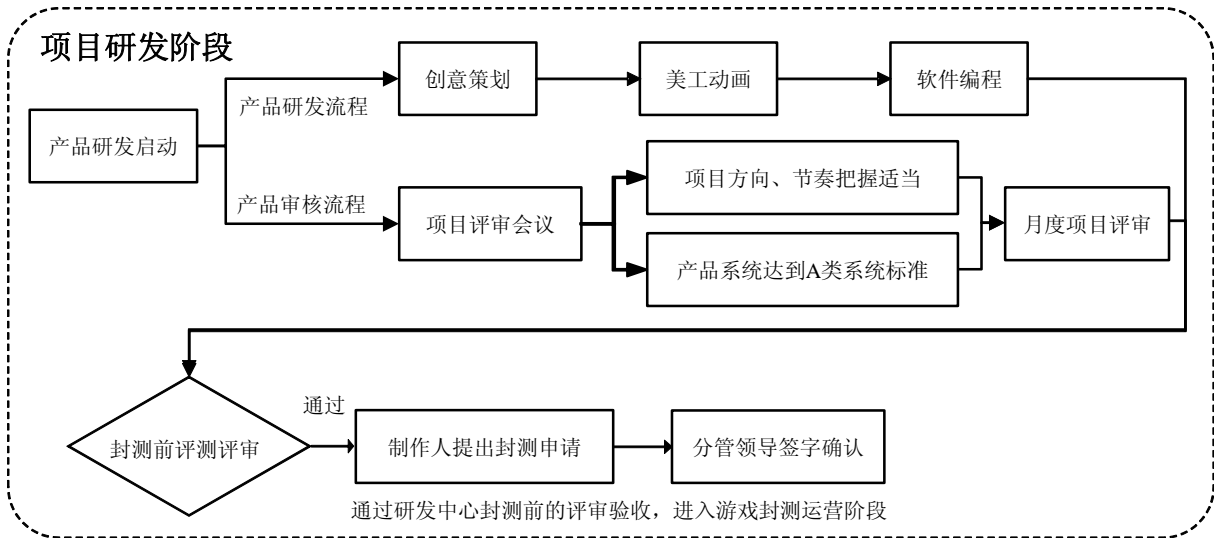 项目研发阶段
产品研发启动
产品研发流程
创意策划
美工动画
软件编程
产品审核流程
项目评审会议
项目方向、节奏把握适当
产品系统达到A类系统标准
月度项目评审
封测前评测评审
通过
制作人提出封测申请
分管领导签字确认
通过研发中心封测前的评审验收，进入游戏封测运营阶段